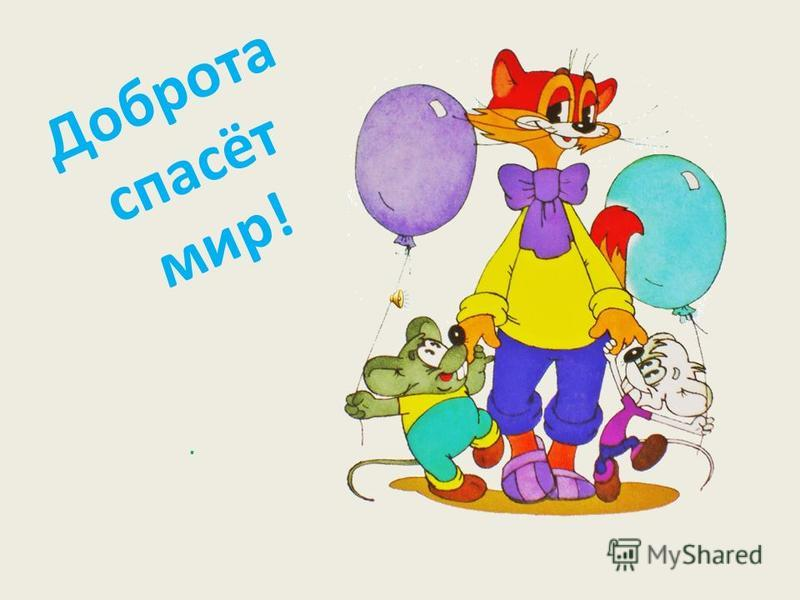 Доброта
спасёт
мир!
.
MyShared